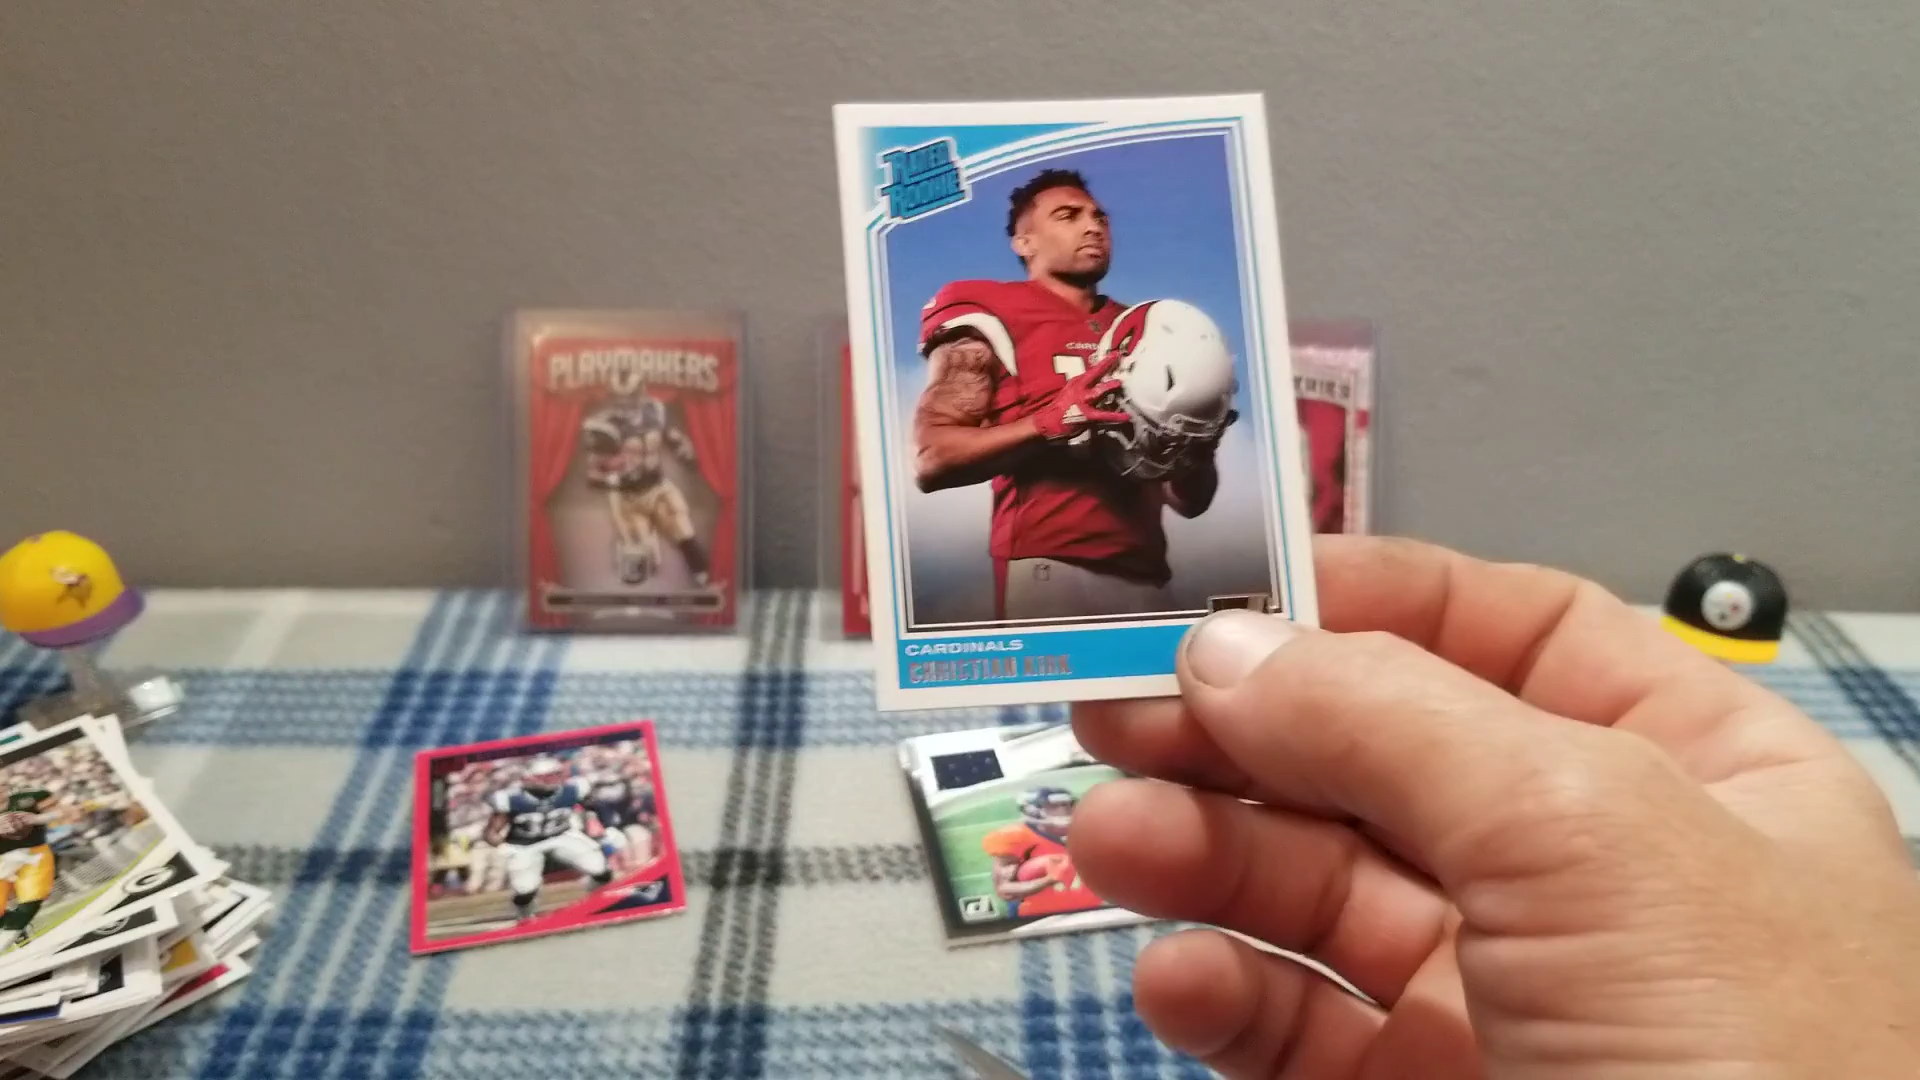 RATED
ROOKIE
CARDINALS
CHRISTIAN KIRK
PLAYMAKERS
32